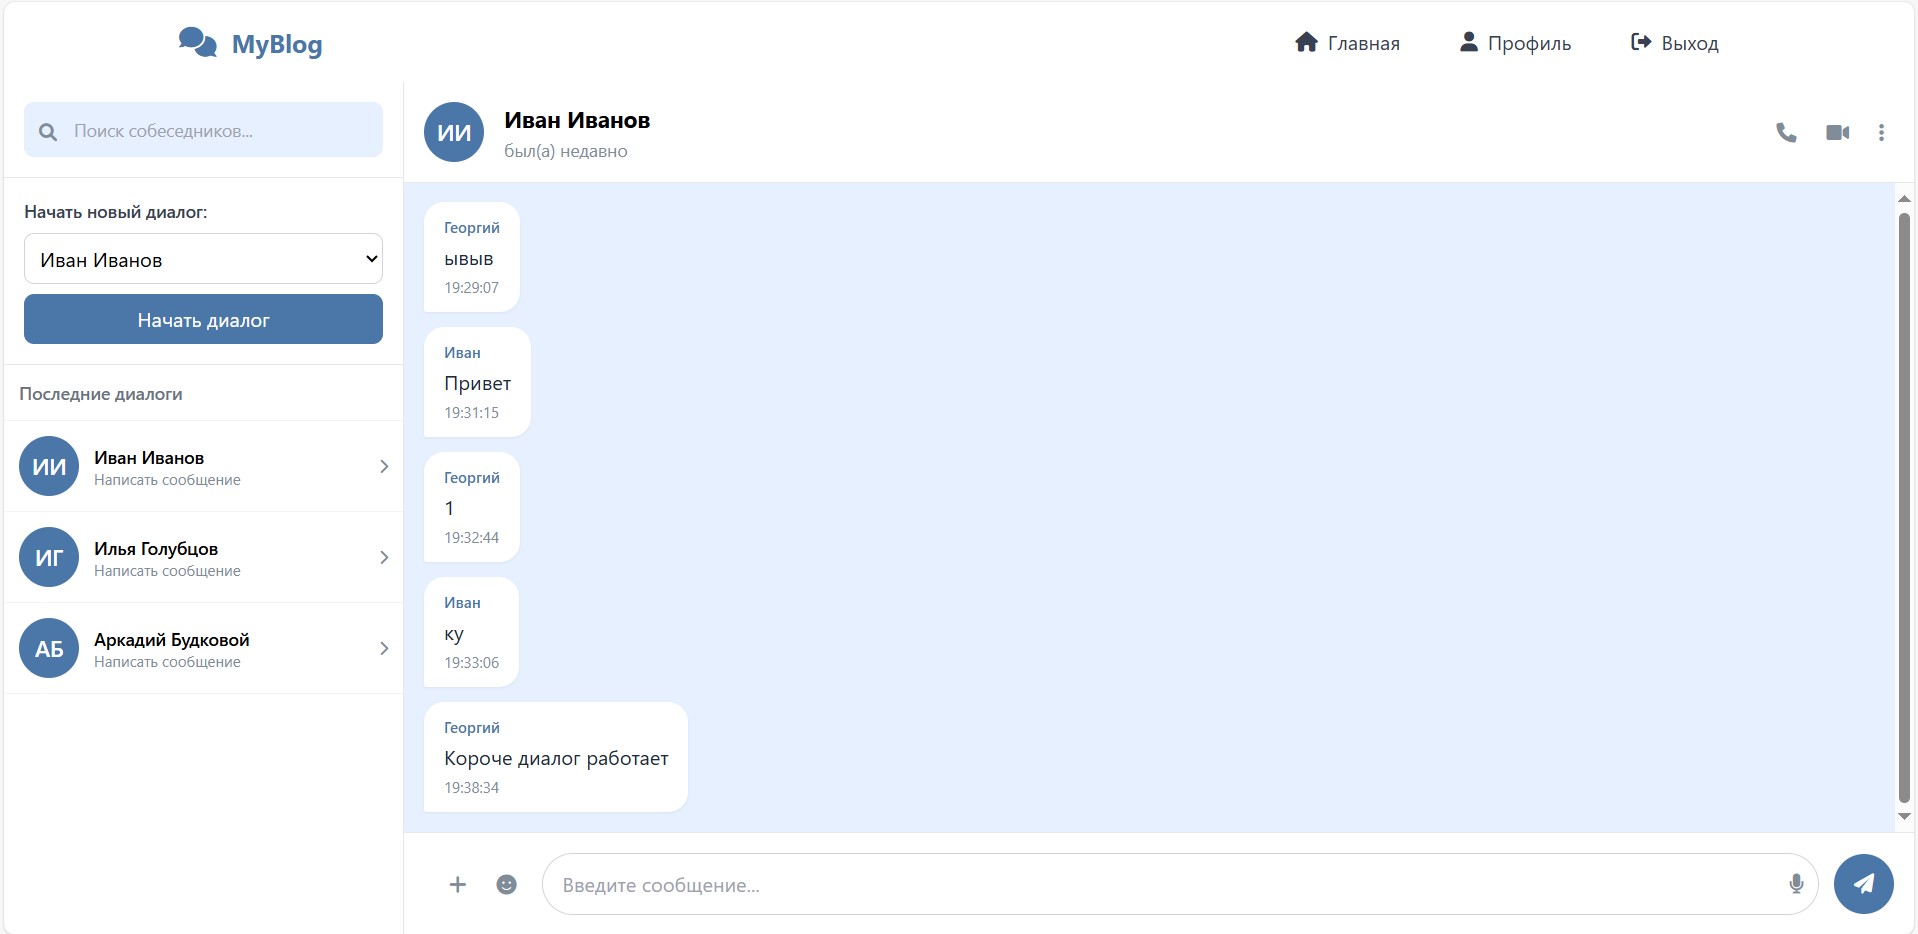 MyBlog
Главная
Профиль
Выход
Поиск собеседников...
Начать новый диалог:
Иван Иванов
Начать диалог
Последние диалоги
ИИ
Иван Иванов
Написать сообщение
ИГ
Илья Голубцов
Написать сообщение
АБ
Аркадий Будковой
Написать сообщение
ИИ
Иван Иванов
был(а) недавно
Георгий
ывыв
19:29:07
Иван
Привет
19:31:15
Георгий
1
19:32:44
Иван
ку
19:33:06
Георгий
Короче диалог работает
19:38:34
Введите сообщение...